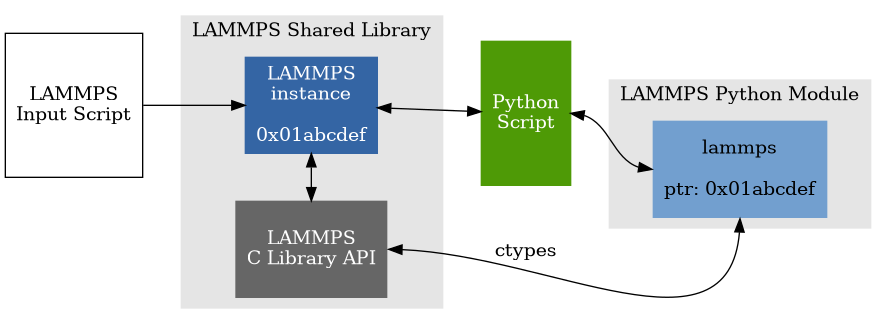 LAMMPS
Input Script
LAMMPS Shared Library
LAMMPS
instance
0x01abcdef
LAMMPS
C Library API
Python
Script
ctypes
LAMMPS Python Module
lammps
ptr: 0x01abcdef